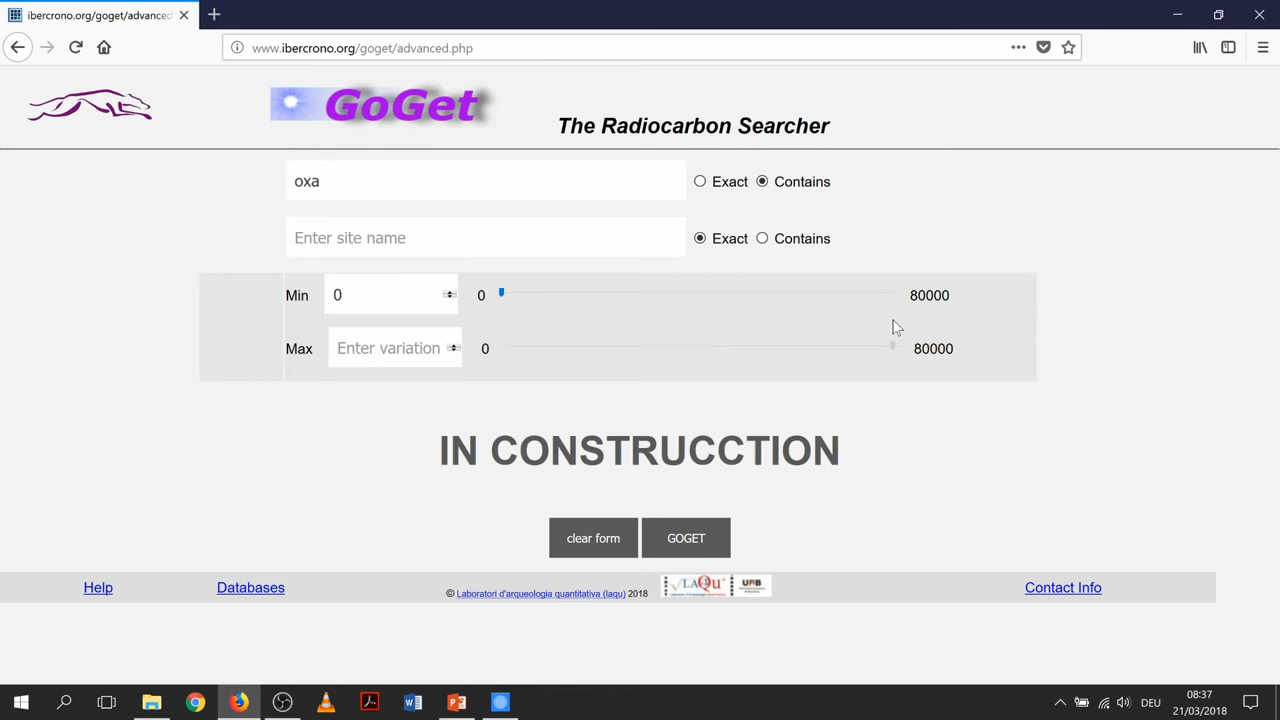 ibercrono.org/goget/advanced
www.ibercrono.org/goget/advanced.php
GoGet
The Radiocarbon Searcher
oxa Exact Contains
Enter site name Exact Contains
Min 0 0 80000
Max Enter variation 0 80000
IN CONSTRUCCTION
clear form GOGET
Help Databases © Laboratori d'arqueologia quantitativa (laqu) 2018 LAQU UAB Contact Info
DEU 08:37
21/03/2018